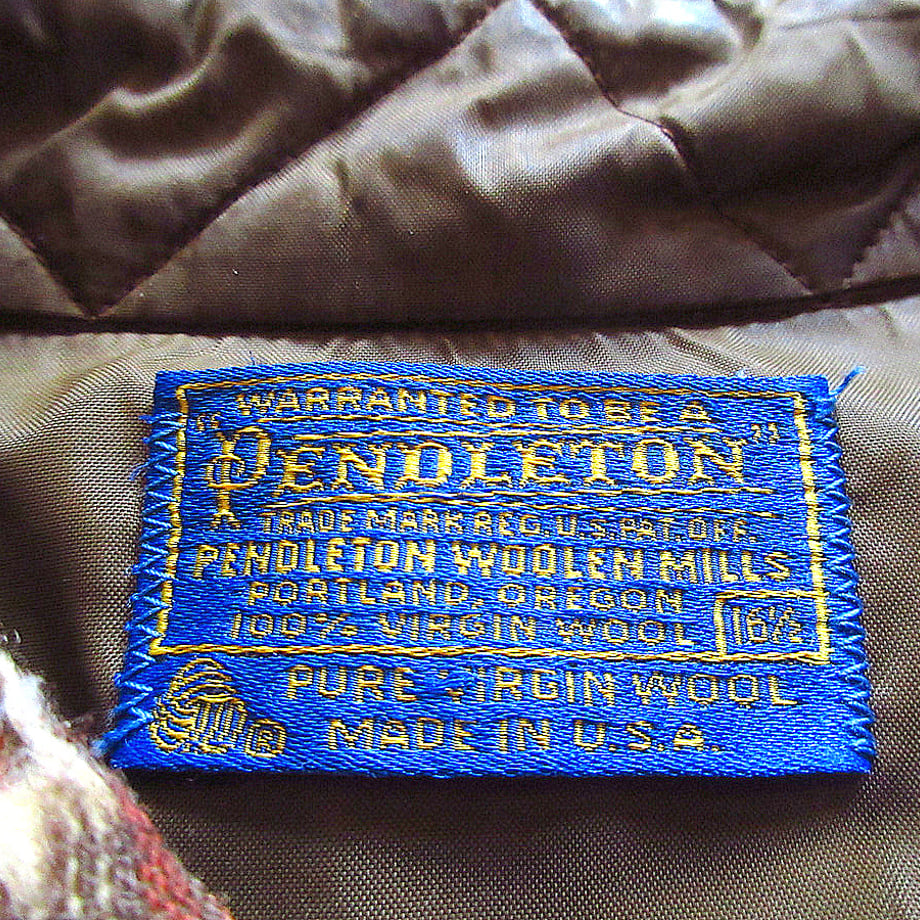 WARRANTED TO BE A
"PENDLETON"
TRADE MARK REG. U.S. PAT. OFF.
PENDLETON WOOLEN MILLS
PORTLAND, OREGON
100% VIRGIN WOOL 16½
PURE VIRGIN WOOL
® MADE IN U.S.A.